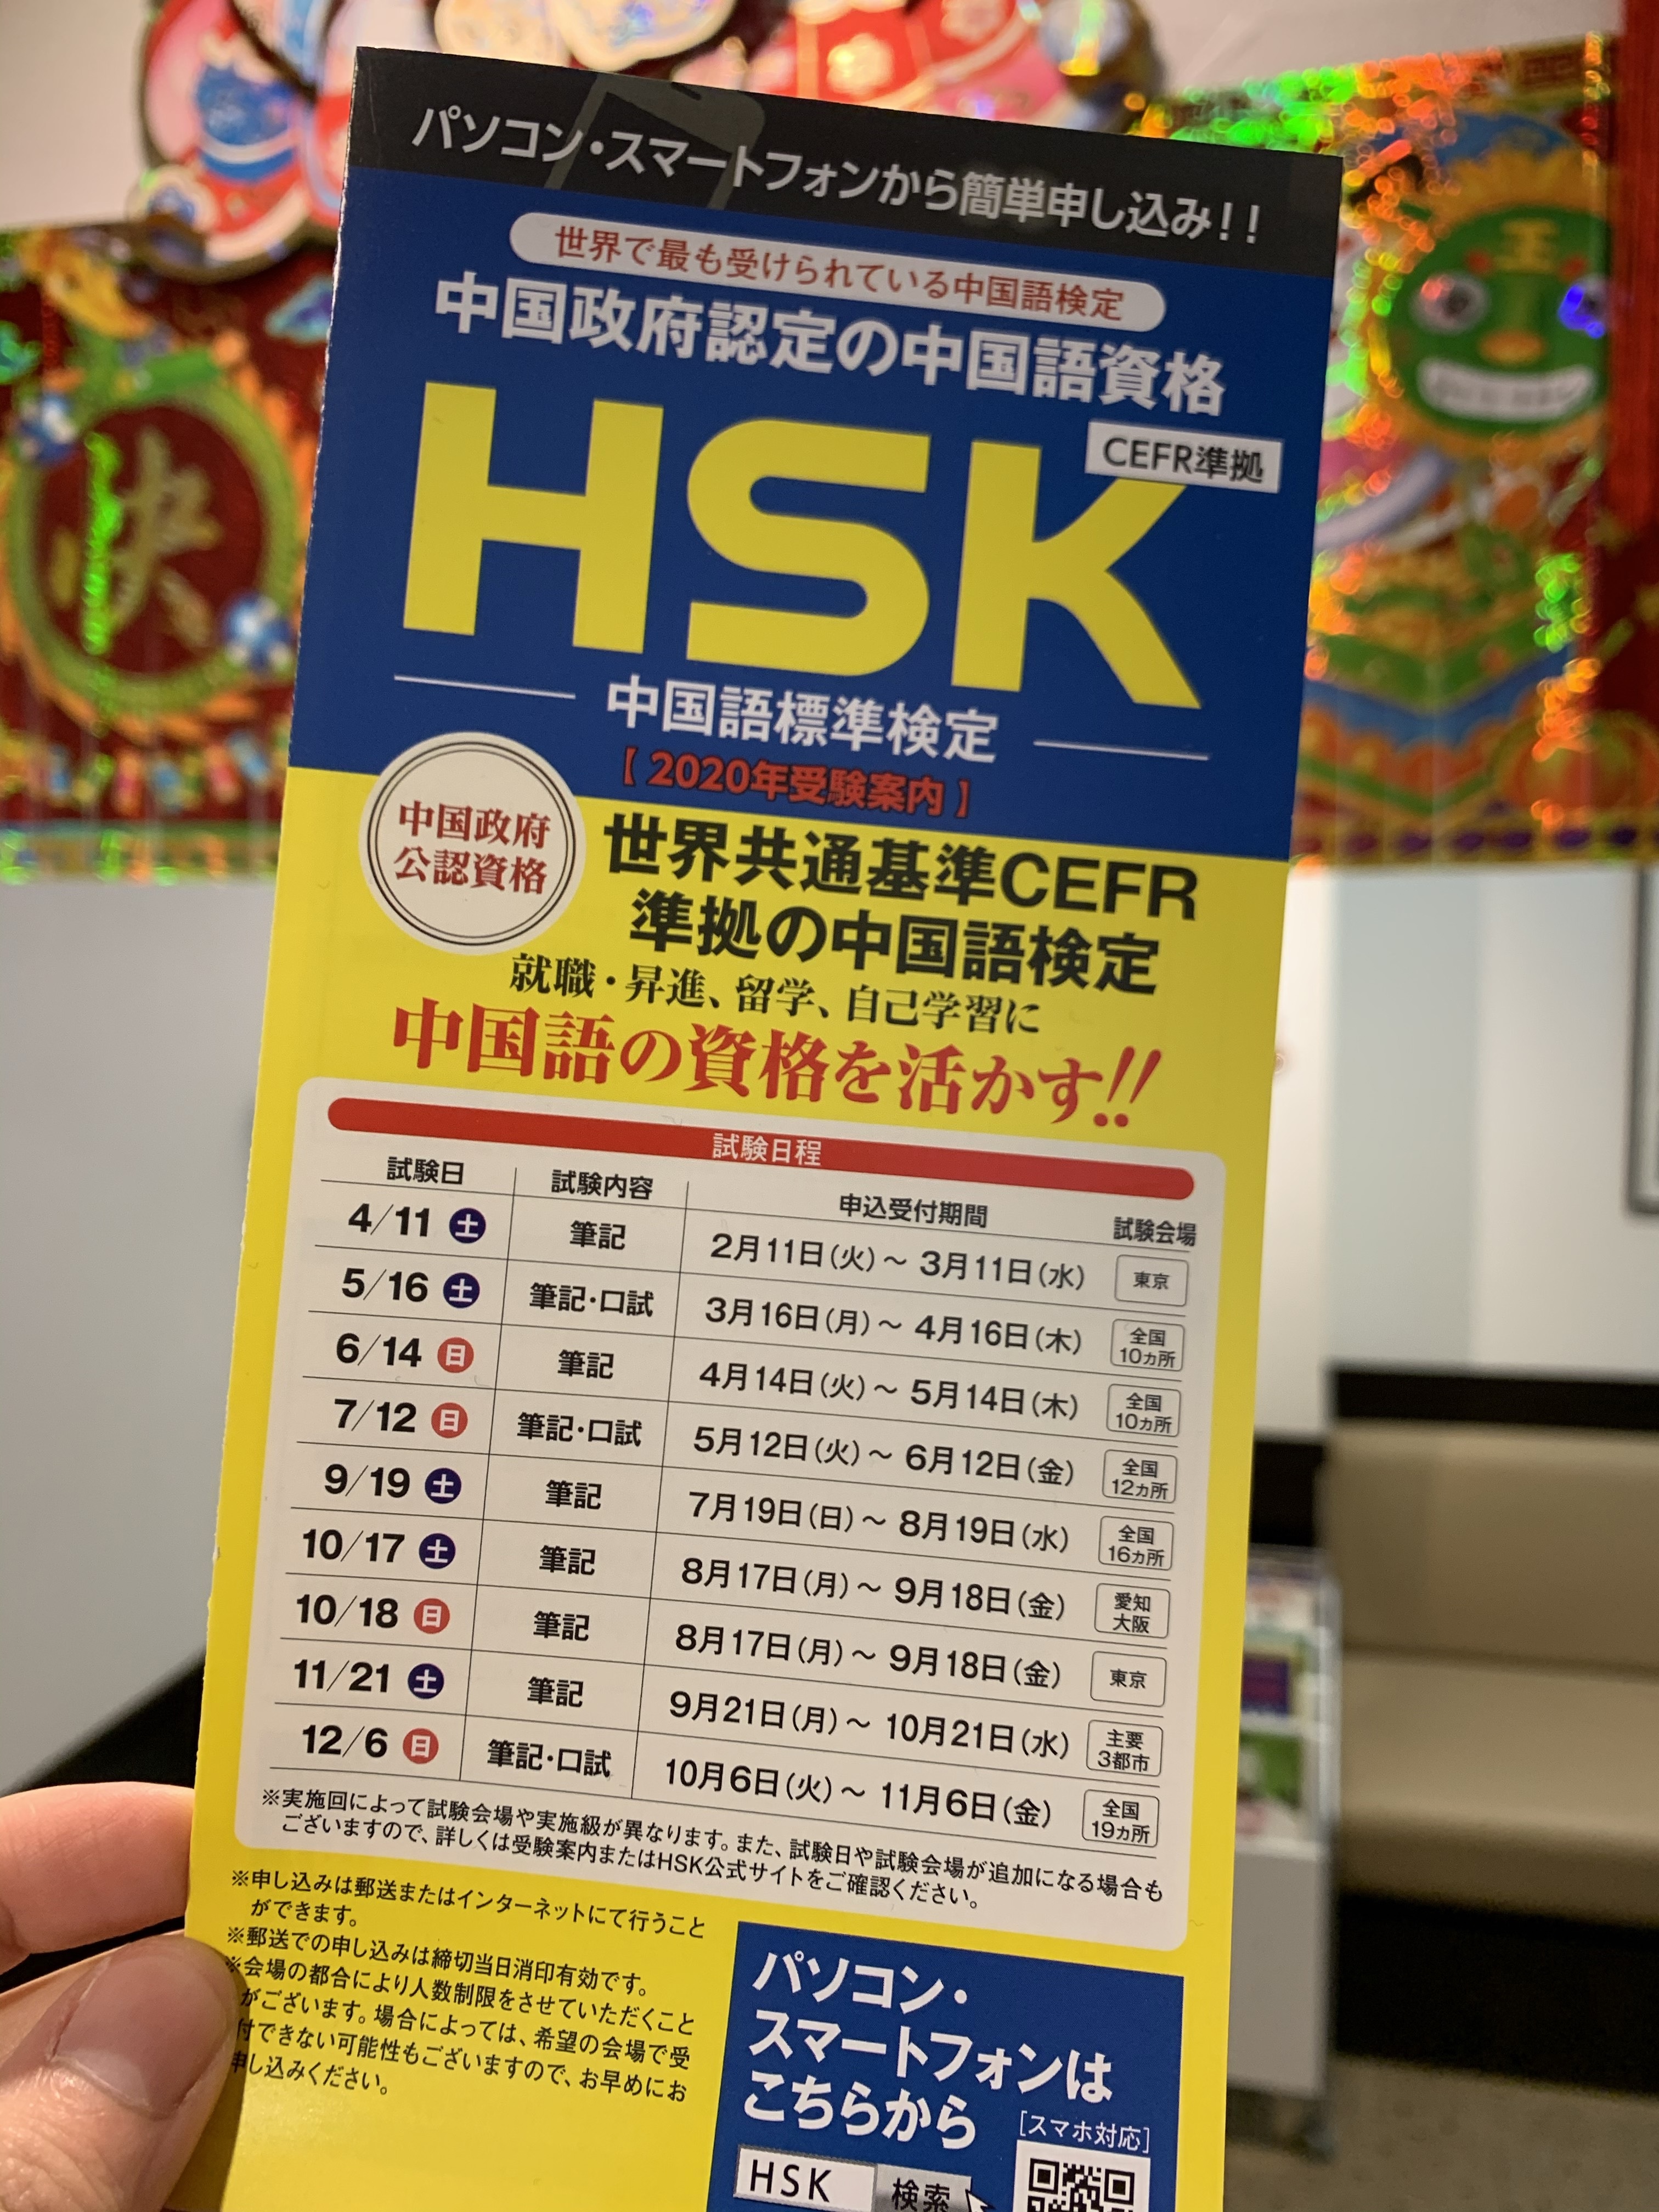 パソコン・スマートフォンから簡単申し込み!!
世界で最も受けられている中国語検定
中国政府認定の中国語資格
HSK
CEFR準拠
中国語標準検定
【2020年受験案内】
中国政府
公認資格
世界共通基準CEFR
準拠の中国語検定
就職・昇進、留学、自己学習に
中国語の資格を活かす!!
試験日程
試験日 試験内容 申込受付期間 試験会場
4/11 土 筆記 2月11日(火)~3月11日(水) 東京
5/16 土 筆記・口試 3月16日(月)~4月16日(木) 全国10ヵ所
6/14 日 筆記 4月14日(火)~5月14日(木) 全国10ヵ所
7/12 日 筆記・口試 5月12日(火)~6月12日(金) 全国12ヵ所
9/19 土 筆記 7月19日(日)~8月19日(水) 全国16ヵ所
10/17 土 筆記 8月17日(月)~9月18日(金) 愛知大阪
10/18 日 筆記 8月17日(月)~9月18日(金) 東京
11/21 土 筆記 9月21日(月)~10月21日(水) 主要3都市
12/6 日 筆記・口試 10月6日(火)~11月6日(金) 全国19ヵ所
※実施回によって試験会場や実施級が異なります。また、試験日や試験会場が追加になる場合も
ございますので、詳しくは受験案内またはHSK公式サイトをご確認ください。
※申し込みは郵送またはインターネットにて行うこと
ができます。
※郵送での申し込みは締切当日消印有効です。
※会場の都合により人数制限をさせていただくこと
がございます。場合によっては、希望の会場で受
付できない可能性もございますので、お早めにお
申し込みください。
パソコン・
スマートフォンは
こちらから
[スマホ対応]
HSK 検索
快
王